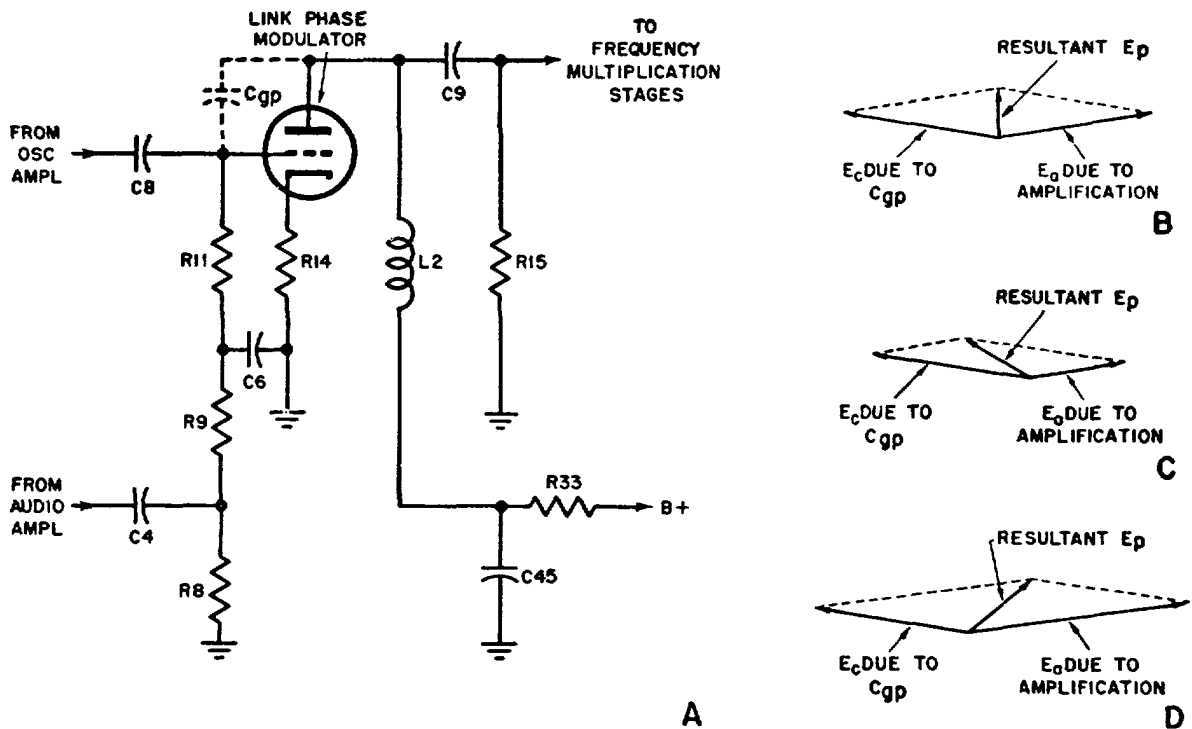 LINK PHASE
MODULATOR
TO
FREQUENCY
MULTIPLICATION
STAGES
Cgp
C9
FROM
OSC
AMPL
C8
R11
R14
L2
R15
C6
R9
FROM
AUDIO
AMPL
C4
R33
B+
R8
C45
A
RESULTANT Ep
Ec DUE TO
Cgp
Ea DUE TO
AMPLIFICATION
B
RESULTANT Ep
Ec DUE TO
Cgp
Ea DUE TO
AMPLIFICATION
C
RESULTANT Ep
Ec DUE TO
Cgp
Ea DUE TO
AMPLIFICATION
D